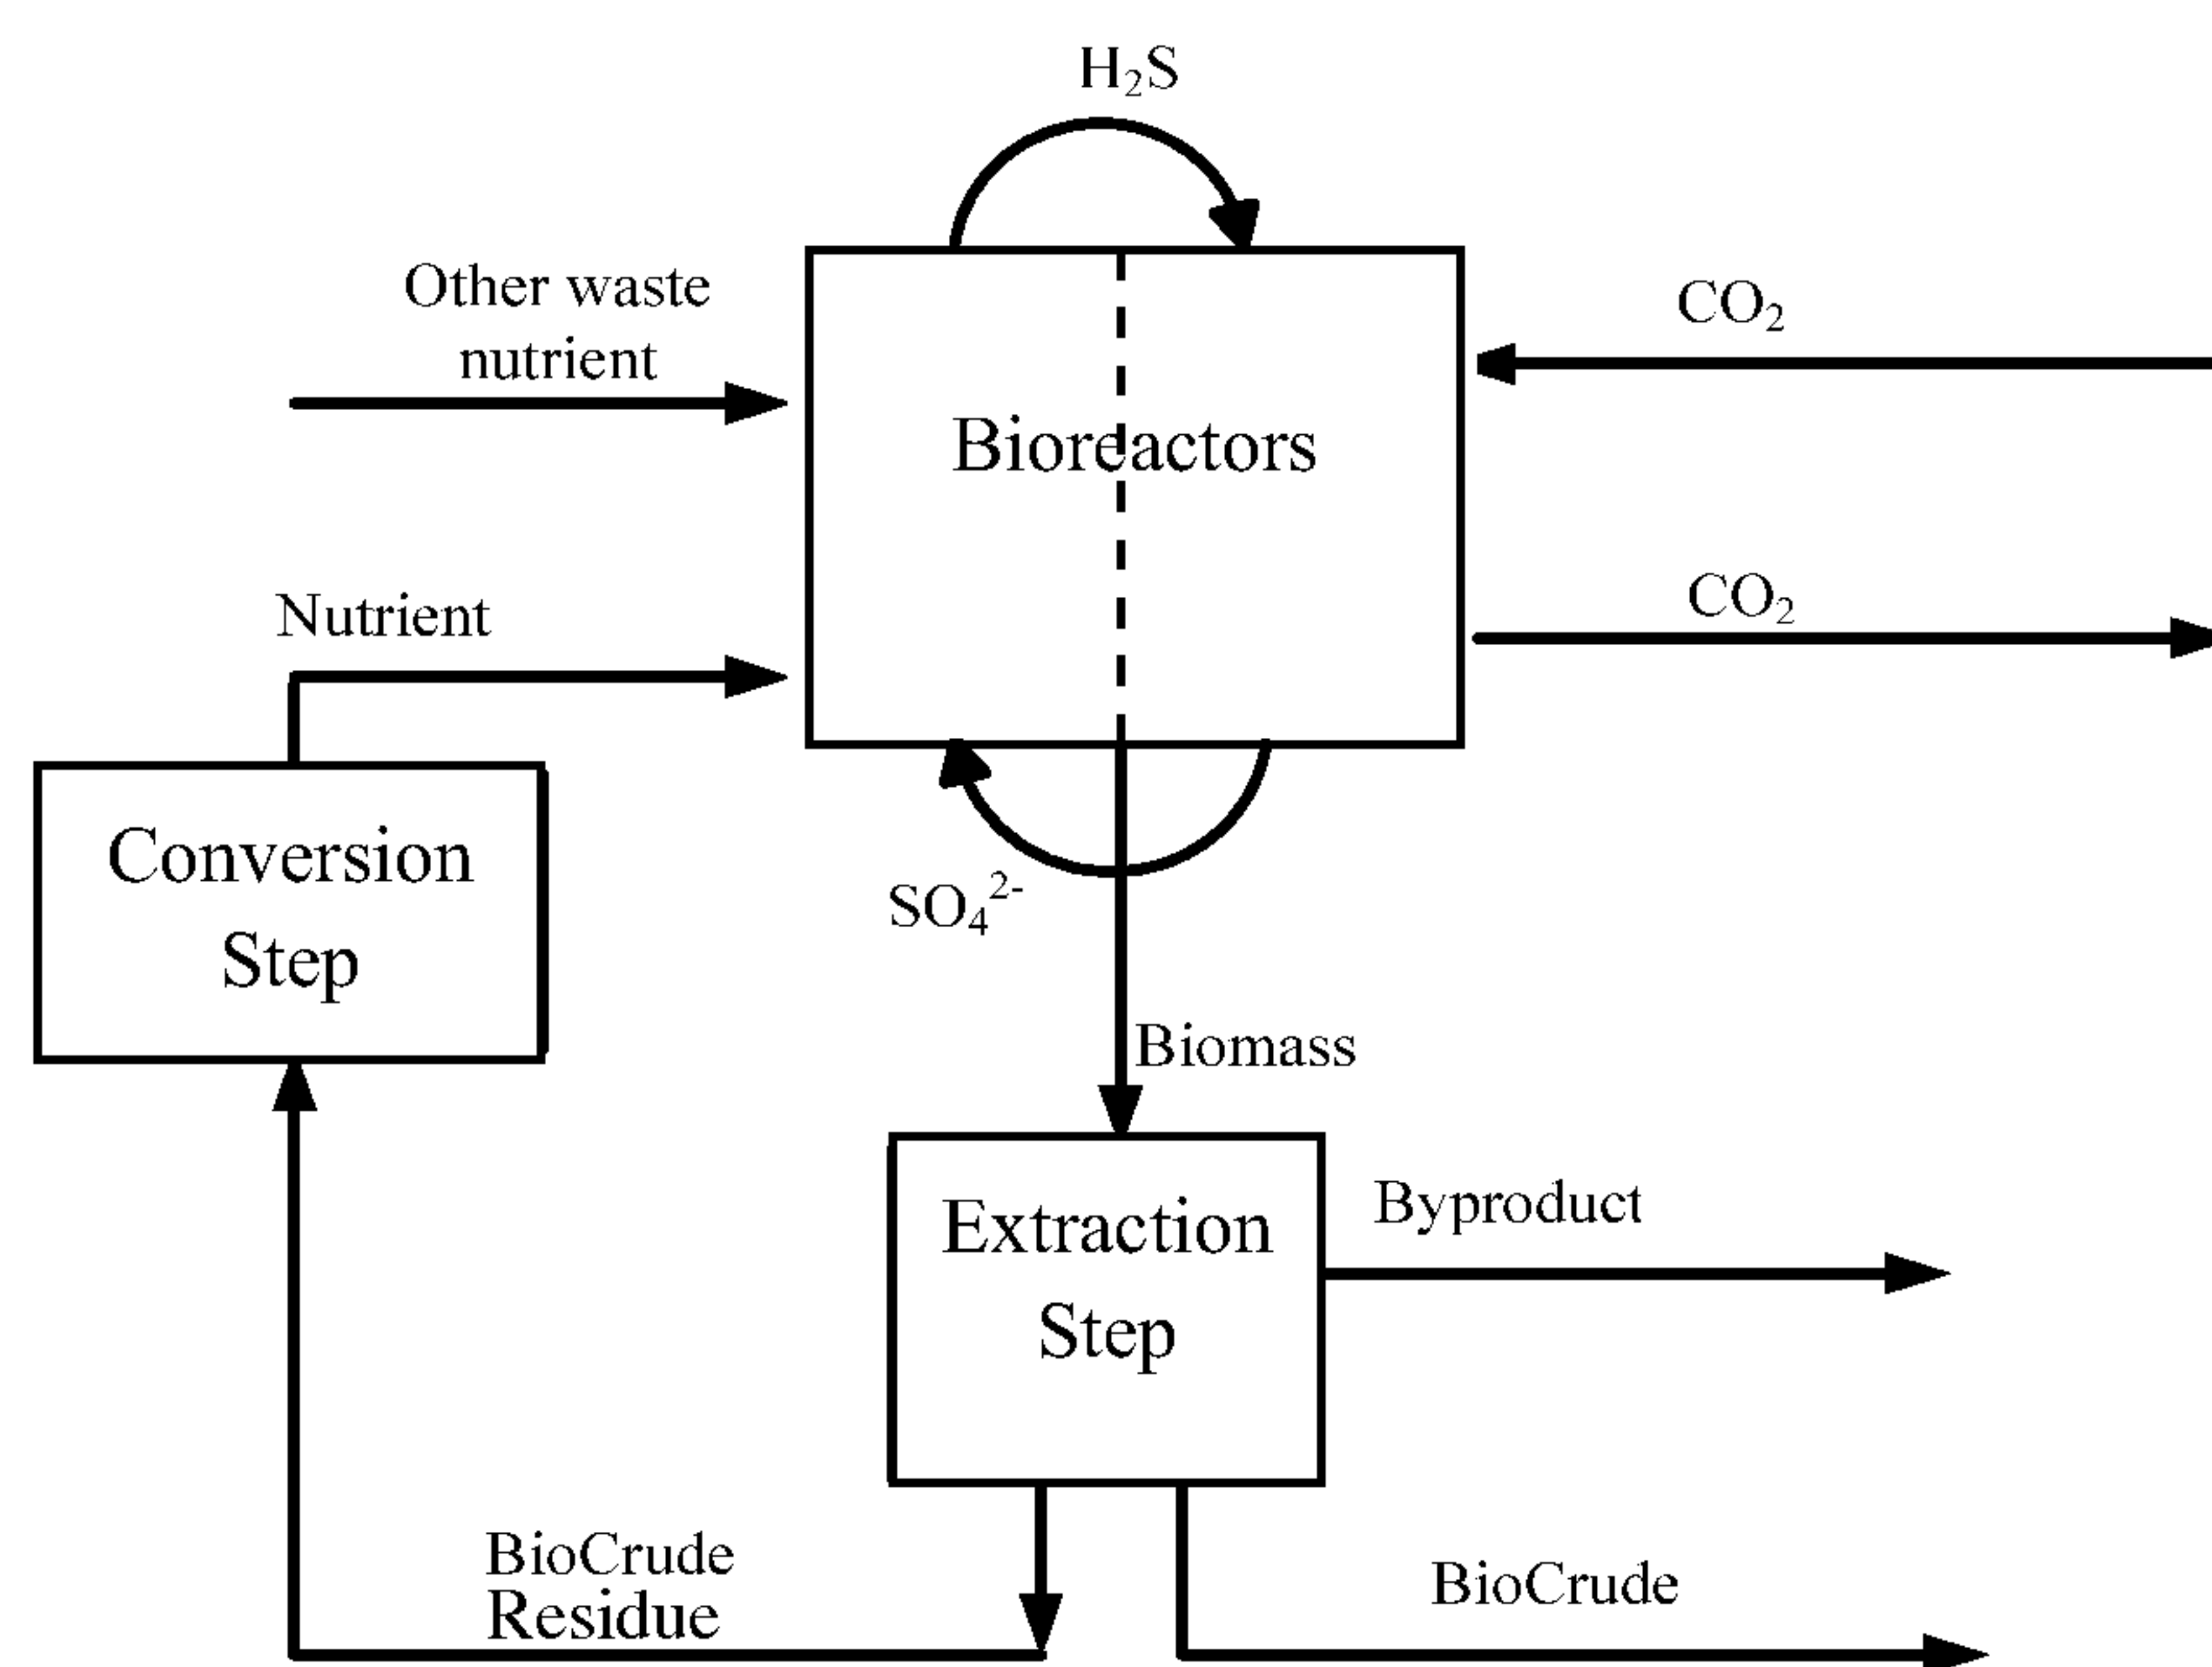 H₂S
Other waste
nutrient
CO₂
Bioreactors
Nutrient
CO₂
Conversion
Step
SO₄²⁻
Biomass
Extraction
Step
Byproduct
BioCrude
Residue
BioCrude